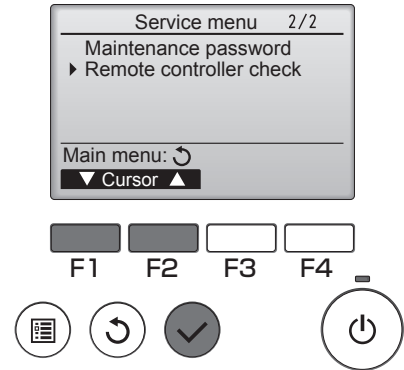 Service menu 2/2
Maintenance password
Remote controller check
Main menu:
▼ Cursor ▲
F1 F2 F3 F4